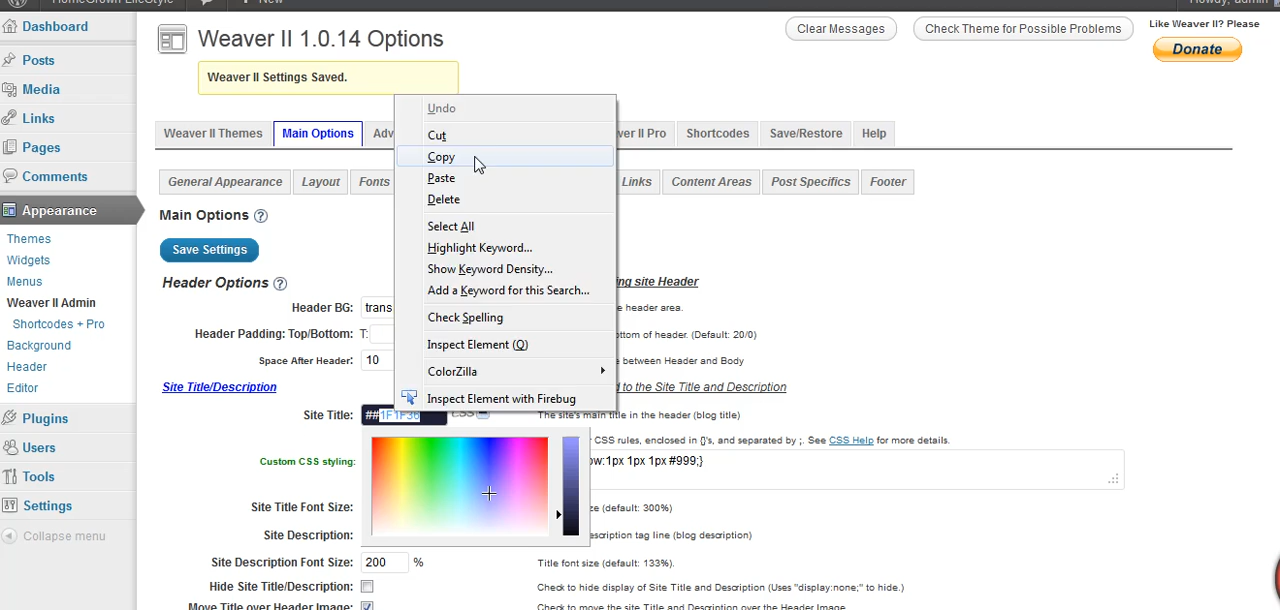 HomeGrown LifeStyle
New
Howdy, admin
Dashboard
Posts
Media
Links
Pages
Comments
Appearance
Themes
Widgets
Menus
Weaver II Admin
Shortcodes + Pro
Background
Header
Editor
Plugins
Users
Tools
Settings
Collapse menu
Weaver II 1.0.14 Options
Clear Messages
Check Theme for Possible Problems
Like Weaver II? Please
Donate
Weaver II Settings Saved.
Weaver II Themes
Main Options
Adv
ver II Pro
Shortcodes
Save/Restore
Help
General Appearance
Layout
Fonts
Links
Content Areas
Post Specifics
Footer
Undo
Cut
Copy
Paste
Delete
Select All
Highlight Keyword...
Show Keyword Density...
Add a Keyword for this Search...
Check Spelling
Inspect Element (Q)
ColorZilla
Inspect Element with Firebug
Main Options ?
Save Settings
Header Options ?
ing site Header
Header BG: trans
e header area.
Header Padding: Top/Bottom: T:
ottom of header. (Default: 20/0)
Space After Header: 10
e between Header and Body
Site Title/Description
d to the Site Title and Description
Site Title: ##1F1F36 CSS
The site's main title in the header (blog title)
r CSS rules, enclosed in {}'s, and separated by ;. See CSS Help for more details.
Custom CSS styling:
ow:1px 1px 1px #999;}
Site Title Font Size:
ze (default: 300%)
Site Description:
escription tag line (blog description)
Site Description Font Size: 200 %
Title font size (default: 133%).
Hide Site Title/Description:
Check to hide display of Site Title and Description (Uses "display:none;" to hide.)
Move Title over Header Image:
Check to move the site Title and Description over the Header Image